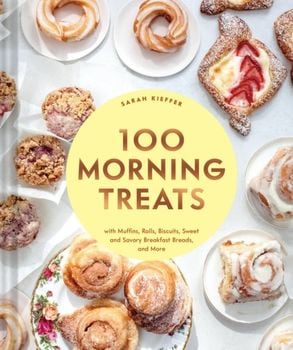 SARAH KIEFFER
100
MORNING
TREATS
with Muffins, Rolls, Biscuits, Sweet
and Savory Breakfast Breads,
and More